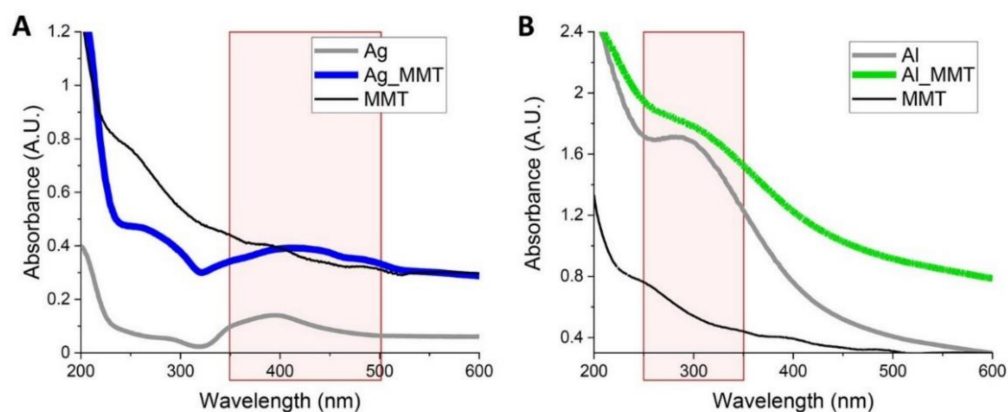 A
Ag
Ag_MMT
MMT
Absorbance (A.U.)
1.2
1
0.8
0.6
0.4
0.2
0
200 300 400 500 600
Wavelength (nm)
B
Al
Al_MMT
MMT
Absorbance (A.U.)
2.4
2
1.6
1.2
0.8
0.4
200 300 400 500 600
Wavelength (nm)